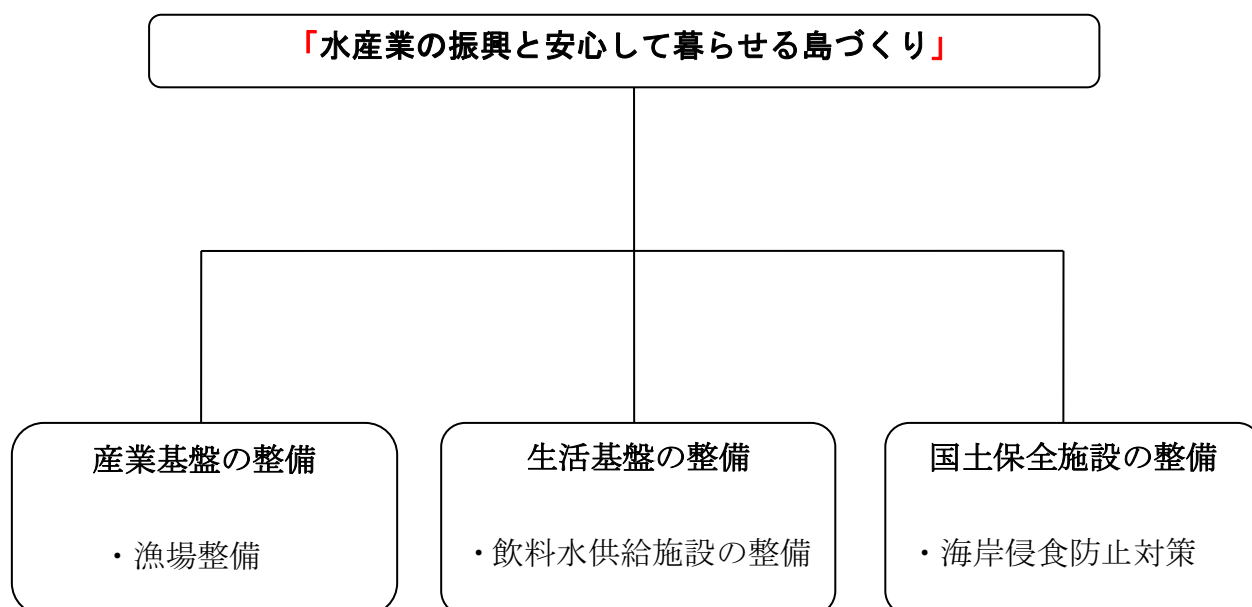 「水産業の振興と安心して暮らせる島づくり」
産業基盤の整備
・漁場整備
生活基盤の整備
・飲料水供給施設の整備
国土保全施設の整備
・海岸侵食防止対策